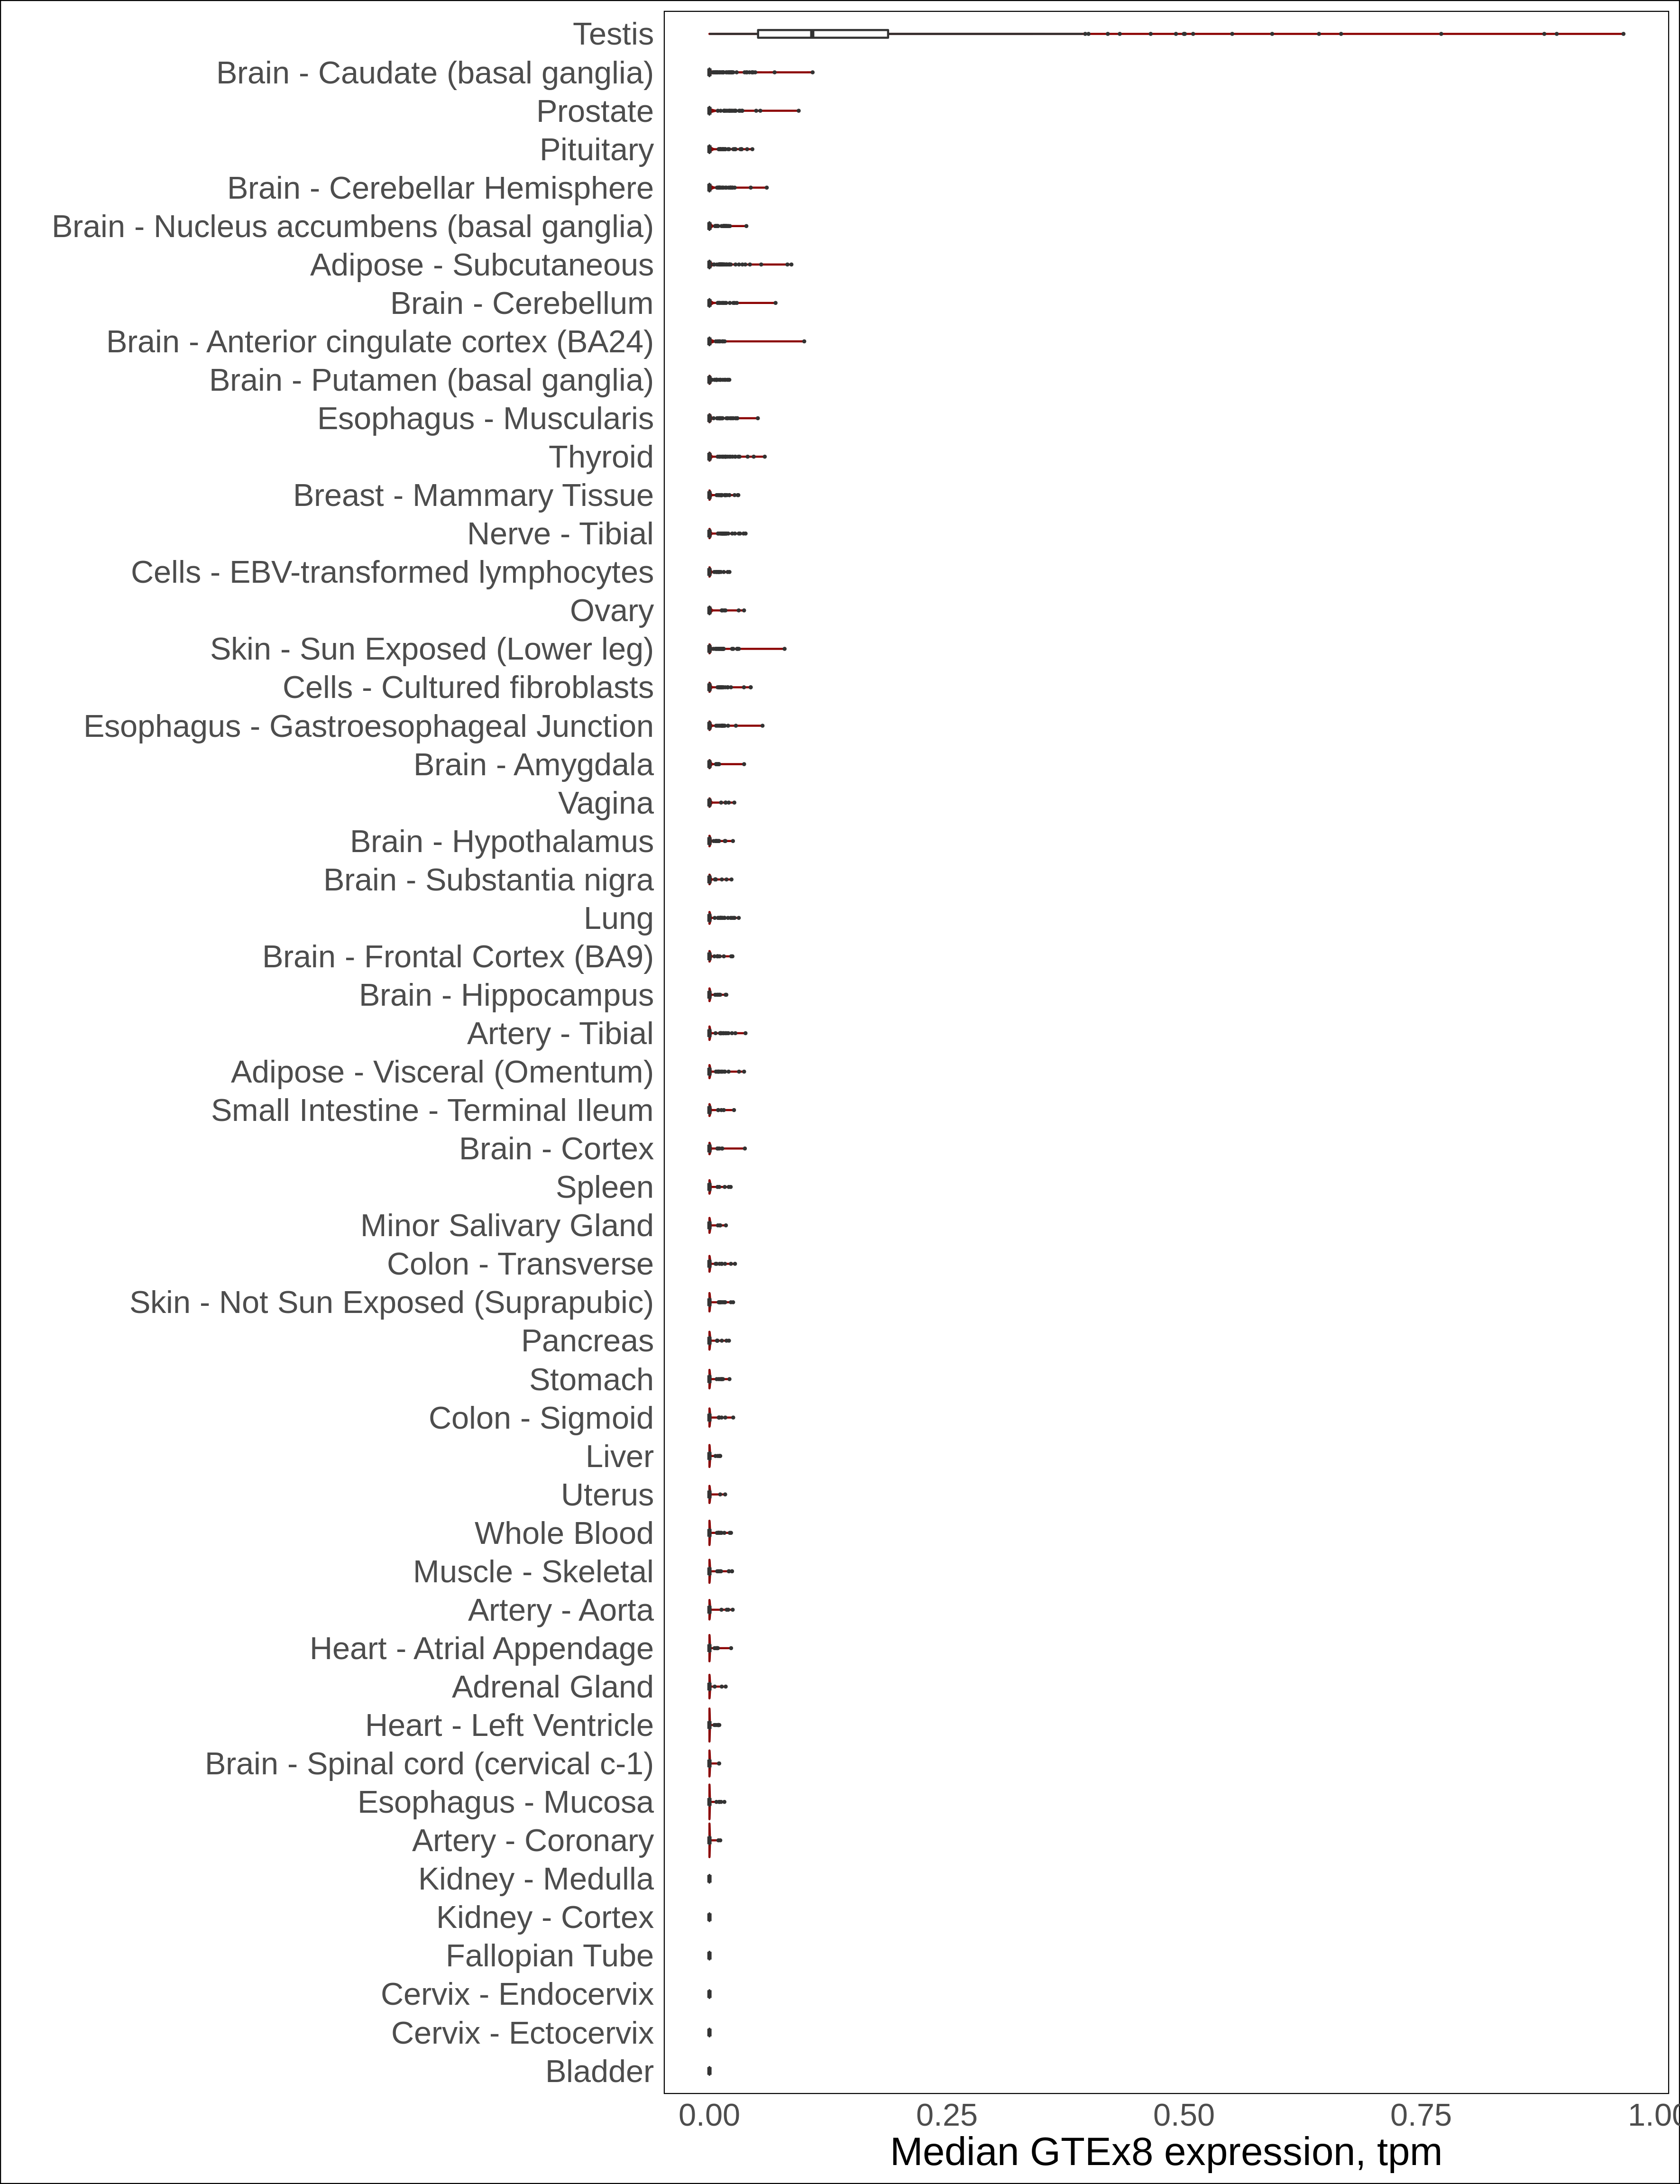 Testis
Brain - Caudate (basal ganglia)
Prostate
Pituitary
Brain - Cerebellar Hemisphere
Brain - Nucleus accumbens (basal ganglia)
Adipose - Subcutaneous
Brain - Cerebellum
Brain - Anterior cingulate cortex (BA24)
Brain - Putamen (basal ganglia)
Esophagus - Muscularis
Thyroid
Breast - Mammary Tissue
Nerve - Tibial
Cells - EBV-transformed lymphocytes
Ovary
Skin - Sun Exposed (Lower leg)
Cells - Cultured fibroblasts
Esophagus - Gastroesophageal Junction
Brain - Amygdala
Vagina
Brain - Hypothalamus
Brain - Substantia nigra
Lung
Brain - Frontal Cortex (BA9)
Brain - Hippocampus
Artery - Tibial
Adipose - Visceral (Omentum)
Small Intestine - Terminal Ileum
Brain - Cortex
Spleen
Minor Salivary Gland
Colon - Transverse
Skin - Not Sun Exposed (Suprapubic)
Pancreas
Stomach
Colon - Sigmoid
Liver
Uterus
Whole Blood
Muscle - Skeletal
Artery - Aorta
Heart - Atrial Appendage
Adrenal Gland
Heart - Left Ventricle
Brain - Spinal cord (cervical c-1)
Esophagus - Mucosa
Artery - Coronary
Kidney - Medulla
Kidney - Cortex
Fallopian Tube
Cervix - Endocervix
Cervix - Ectocervix
Bladder
0.00 0.25 0.50 0.75 1.00
Median GTEx8 expression, tpm